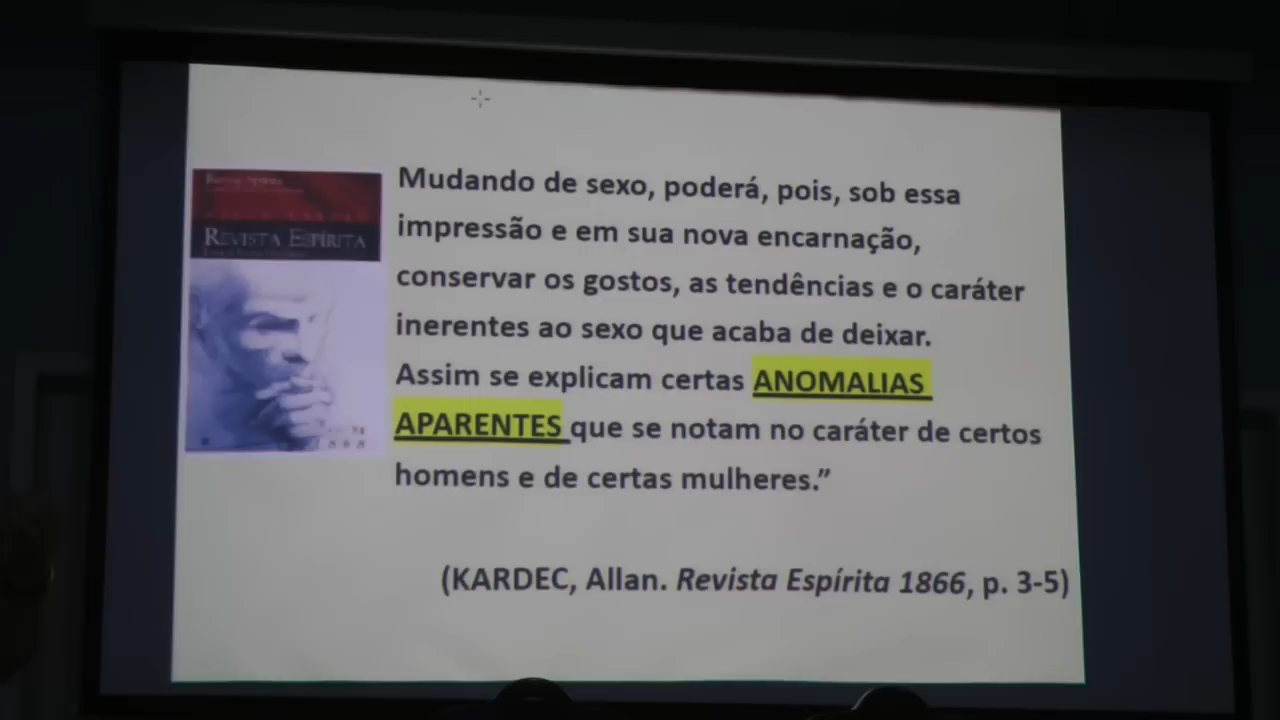 REVISTA ESPÍRITA
Mudando de sexo, poderá, pois, sob essa
impressão e em sua nova encarnação,
conservar os gostos, as tendências e o caráter
inerentes ao sexo que acaba de deixar.
Assim se explicam certas ANOMALIAS
APARENTES que se notam no caráter de certos
homens e de certas mulheres.”
(KARDEC, Allan. Revista Espírita 1866, p. 3-5)